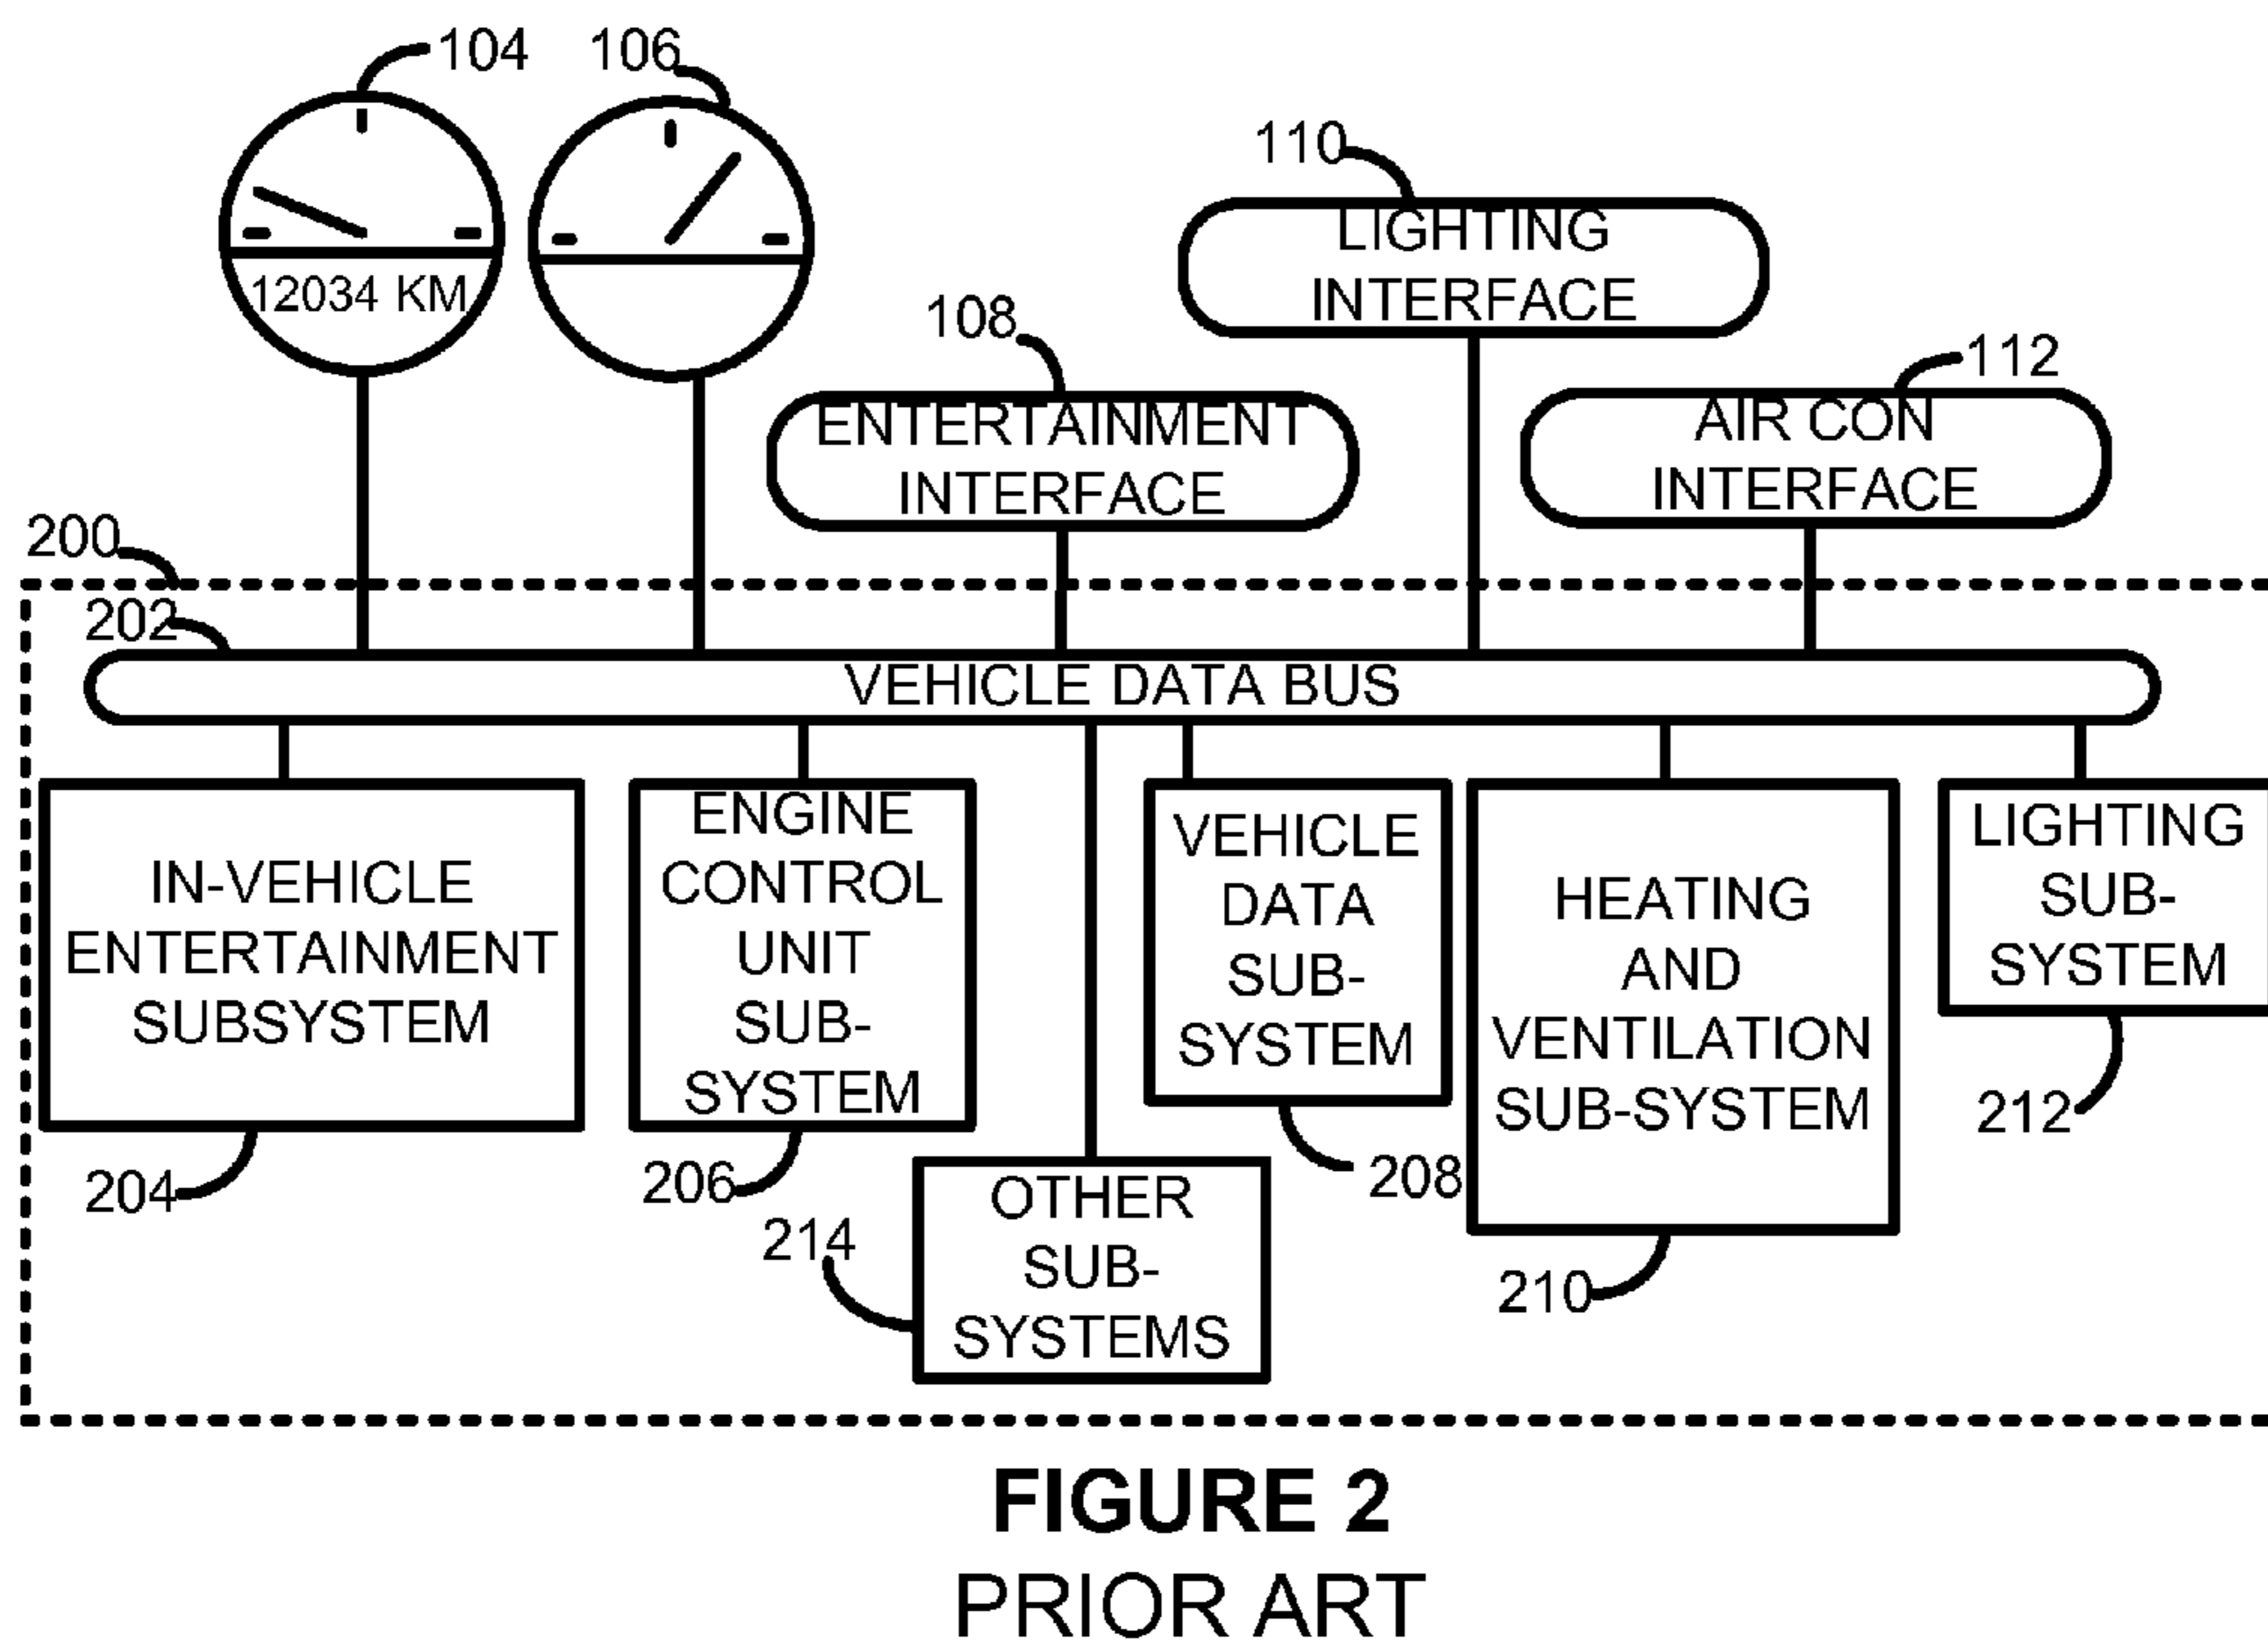 104
106
110
LIGHTING
INTERFACE
12034 KM
108
112
ENTERTAINMENT
INTERFACE
AIR CON
INTERFACE
200
202
VEHICLE DATA BUS
IN-VEHICLE
ENTERTAINMENT
SUBSYSTEM
ENGINE
CONTROL
UNIT
SUB-
SYSTEM
VEHICLE
DATA
SUB-
SYSTEM
HEATING
AND
VENTILATION
SUB-SYSTEM
LIGHTING
SUB-
SYSTEM
204
206
208
212
214
OTHER
SUB-
SYSTEMS
210
FIGURE 2
PRIOR ART